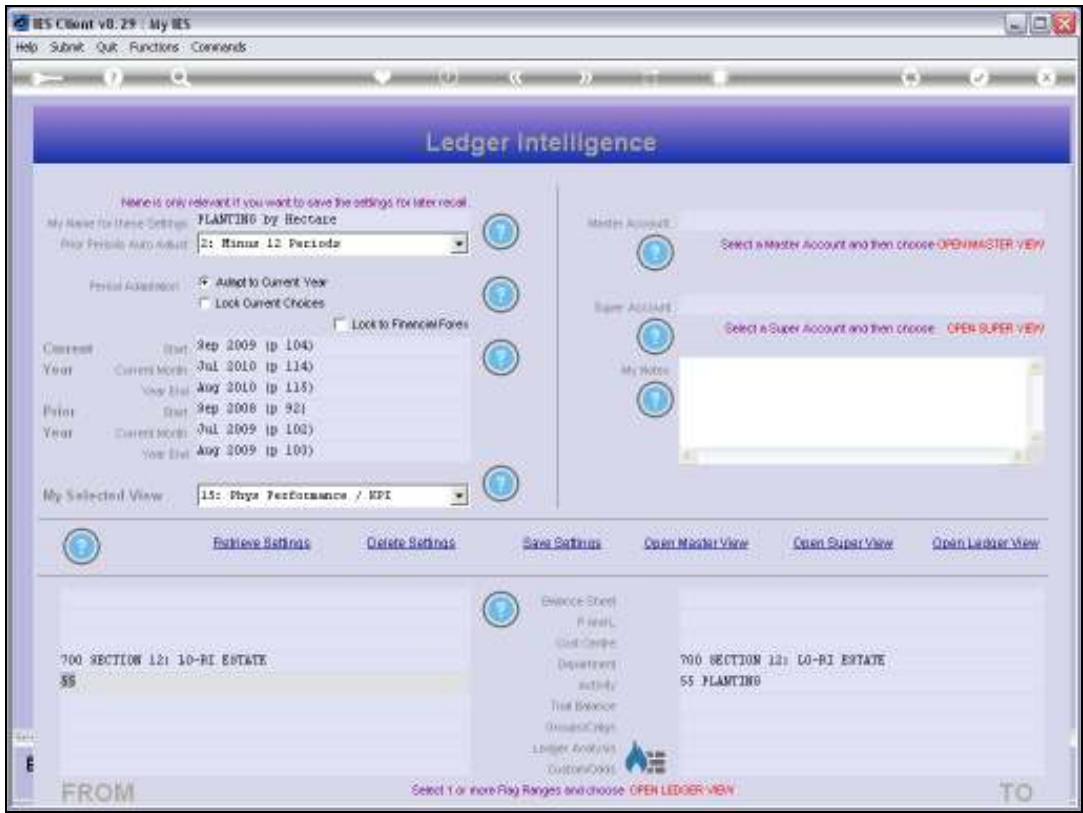 IES Client v8.29 : My IES
Help Submit Quit Functions Commands
Ledger Intelligence
Name is only relevant if you want to save the settings for later recall.
My Name for these Settings PLANTING by Hectare
Prior Periods Auto Adjust 2: Minus 12 Periods
Period Adaptation Adapt to Current Year
Lock Current Choices
Lock to Financial Forex
Current Start Sep 2009 (p 104)
Year Current Month Jul 2010 (p 114)
Year End Aug 2010 (p 115)
Prior Start Sep 2008 (p 92)
Year Current Month Jul 2009 (p 102)
Year End Aug 2009 (p 103)
My Selected View 15: Phys Performance / KPI
Master Account
Select a Master Account and then choose OPEN MASTER VIEW
Super Account
Select a Super Account and then choose OPEN SUPER VIEW
My Notes
Retrieve Settings Delete Settings Save Settings Open Master View Open Super View Open Ledger View
Balance Sheet
P and L
Cost Centre
700 SECTION 12: LO-RI ESTATE Department 700 SECTION 12: LO-RI ESTATE
55 Activity 55 PLANTING
Trial Balance
Ledger Analysis
FROM Select 1 or more Flag Ranges and choose OPEN LEDGER VIEW TO